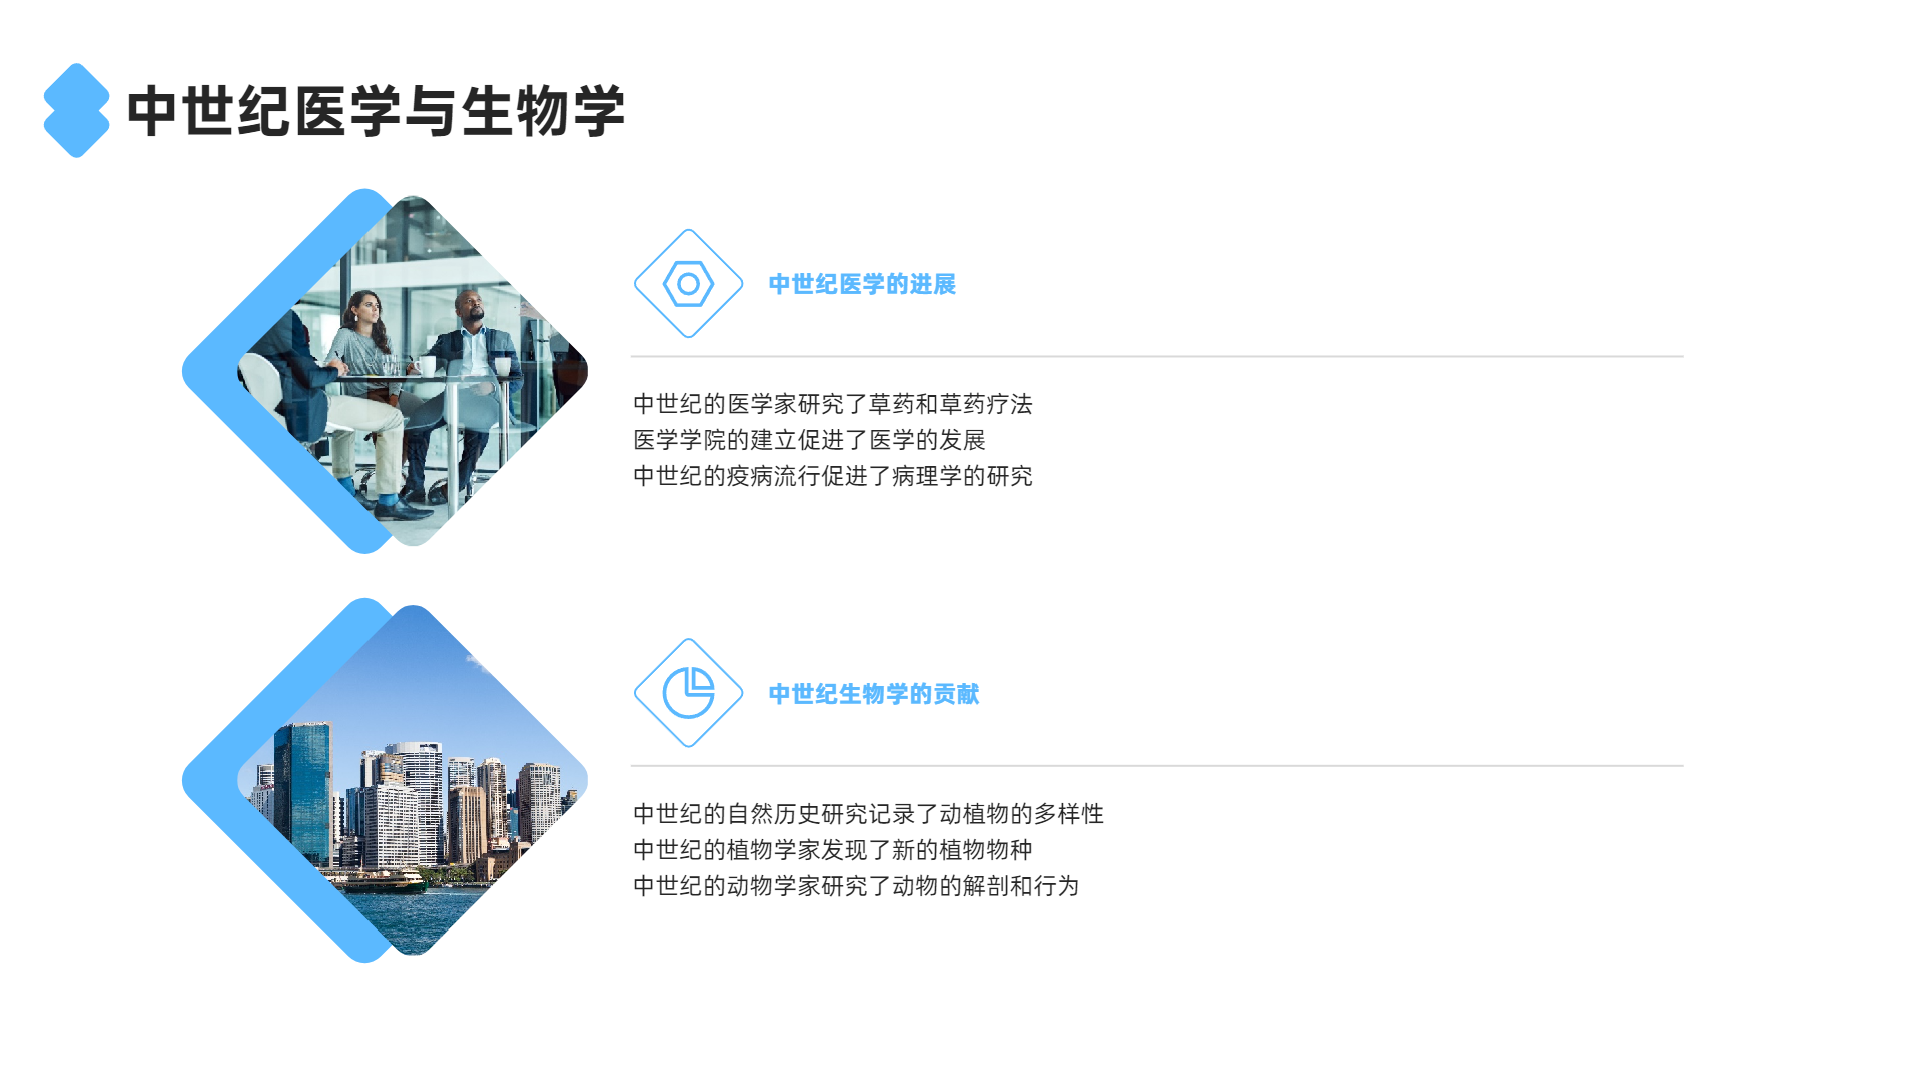 中世纪医学与生物学
中世纪医学的进展
中世纪的医学家研究了草药和草药疗法
医学学院的建立促进了医学的发展
中世纪的疫病流行促进了病理学的研究
中世纪生物学的贡献
中世纪的自然历史研究记录了动植物的多样性
中世纪的植物学家发现了新的植物物种
中世纪的动物学家研究了动物的解剖和行为